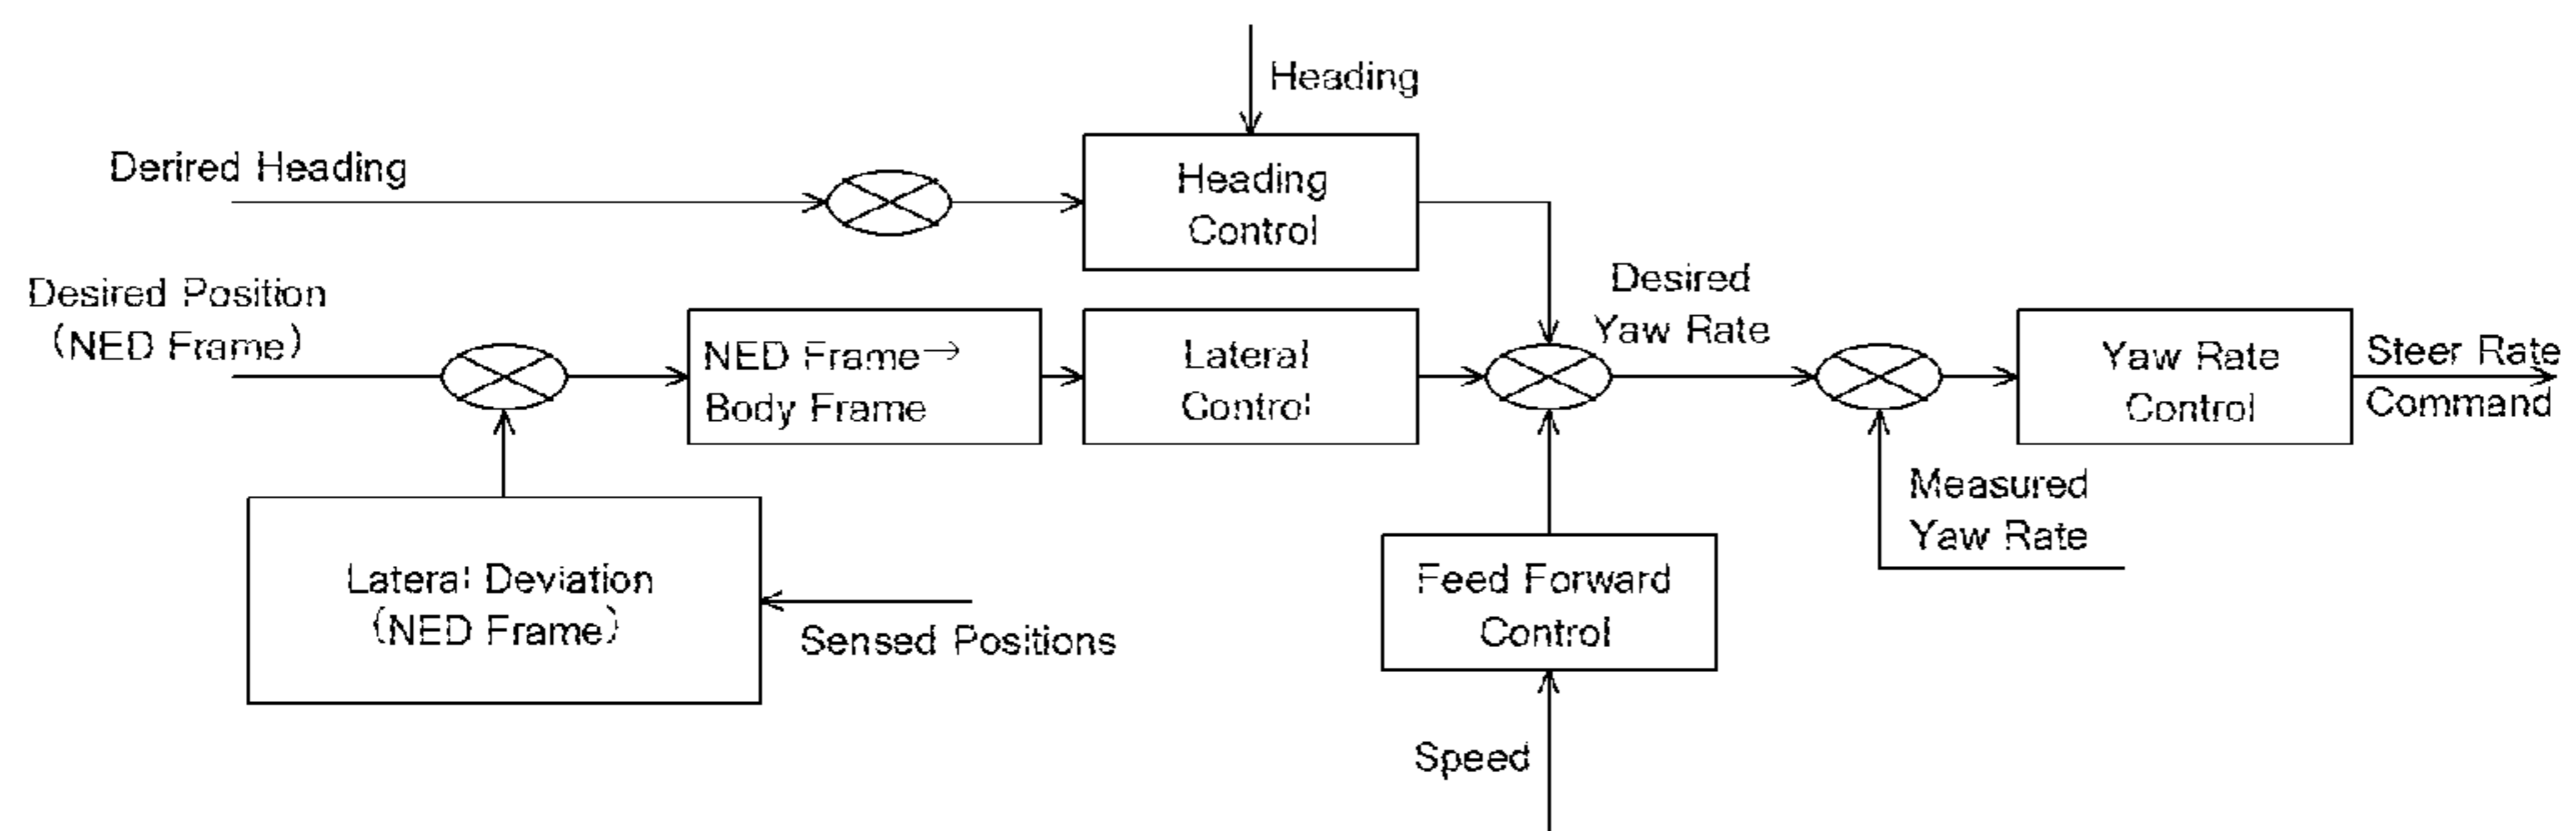 Heading
Derired Heading
Heading
Control
Desired Position
(NED Frame)
NED Frame→
Body Frame
Lateral
Control
Desired
Yaw Rate
Yaw Rate
Control
Steer Rate
Command
Lateral Deviation
(NED Frame)
Sensed Positions
Feed Forward
Control
Measured
Yaw Rate
Speed